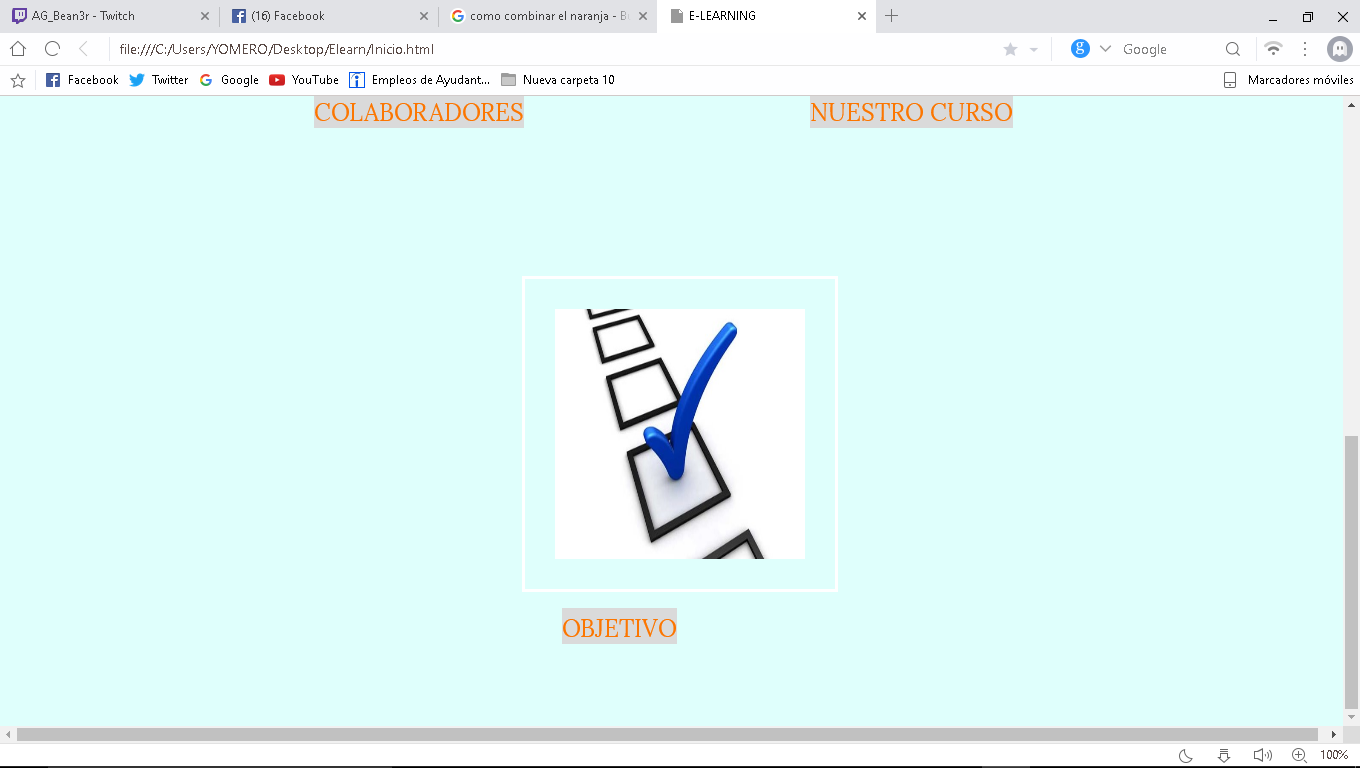 AG_Bean3r - Twitch
(16) Facebook
como combinar el naranja - B
E-LEARNING
file:///C:/Users/YOMERO/Desktop/Elearn/Inicio.html
Google
Facebook
Twitter
Google
YouTube
Empleos de Ayudant...
Nueva carpeta 10
Marcadores móviles
COLABORADORES
NUESTRO CURSO
OBJETIVO
100%